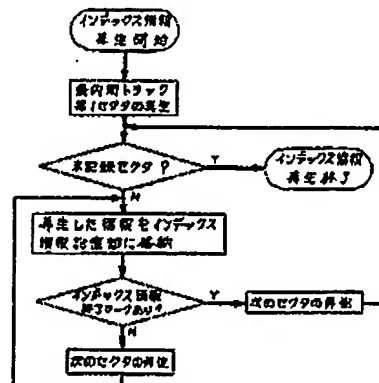 インデックス情報
再生開始
最内周トラック
第1セクタの再生
未記録セクタ?
Y
インデックス情報
再生終了
N
再生した情報をインデックス
情報記憶部に格納
インデックス情報
終了マークあり?
Y
次のセクタの再生
N
次のセクタの再生